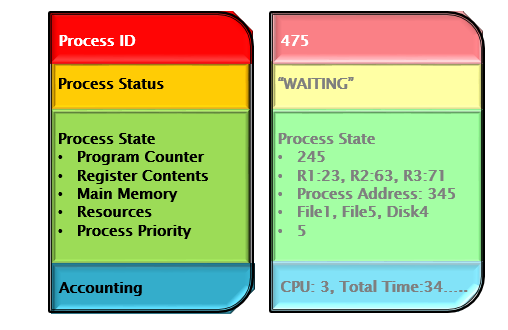 Process ID
Process Status
Process State
• Program Counter
• Register Contents
• Main Memory
• Resources
• Process Priority
Accounting
475
“WAITING”
Process State
• 245
• R1:23, R2:63, R3:71
• Process Address: 345
• File1, File5, Disk4
• 5
CPU: 3, Total Time:34.....